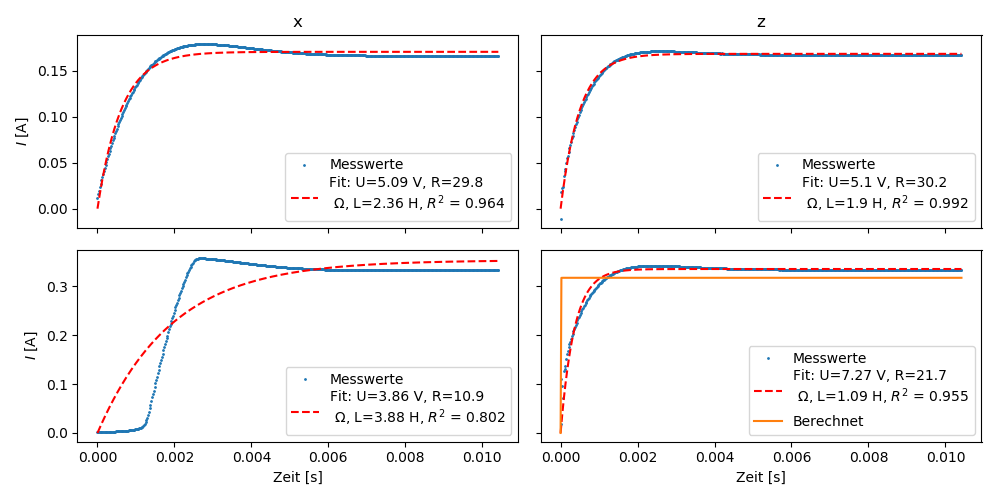 x
z
0.15
0.10
0.05
0.00
I [A]
Messwerte
Fit: U=5.09 V, R=29.8
Ω, L=2.36 H, R² = 0.964
Messwerte
Fit: U=5.1 V, R=30.2
Ω, L=1.9 H, R² = 0.992
0.3
0.2
0.1
0.0
I [A]
Messwerte
Fit: U=3.86 V, R=10.9
Ω, L=3.88 H, R² = 0.802
Messwerte
Fit: U=7.27 V, R=21.7
Ω, L=1.09 H, R² = 0.955
Berechnet
0.000 0.002 0.004 0.006 0.008 0.010
Zeit [s]
0.000 0.002 0.004 0.006 0.008 0.010
Zeit [s]